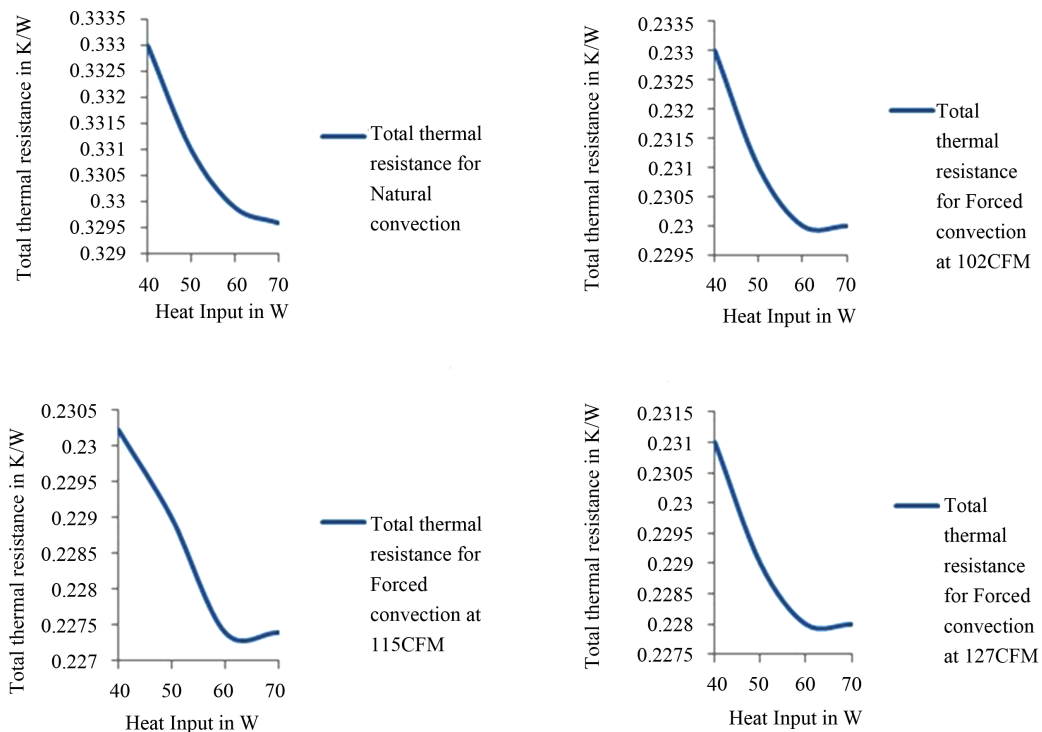 Total thermal resistance in K/W
0.3335
0.333
0.3325
0.332
0.3315
0.331
0.3305
0.33
0.3295
0.329
40 50 60 70
Heat Input in W
Total thermal
resistance for
Natural
convection
Total thermal resistance in K/W
0.2335
0.233
0.2325
0.232
0.2315
0.231
0.2305
0.23
0.2295
40 50 60 70
Heat Input in W
Total
thermal
resistance
for Forced
convection
at 102CFM
Total thermal resistance in K/W
0.2305
0.23
0.2295
0.229
0.2285
0.228
0.2275
0.227
40 50 60 70
Heat Input in W
Total thermal
resistance for
Forced
convection at
115CFM
Total thermal resistance in K/W
0.2315
0.231
0.2305
0.23
0.2295
0.229
0.2285
0.228
0.2275
40 50 60 70
Heat Input in W
Total
thermal
resistance
for Forced
convection
at 127CFM